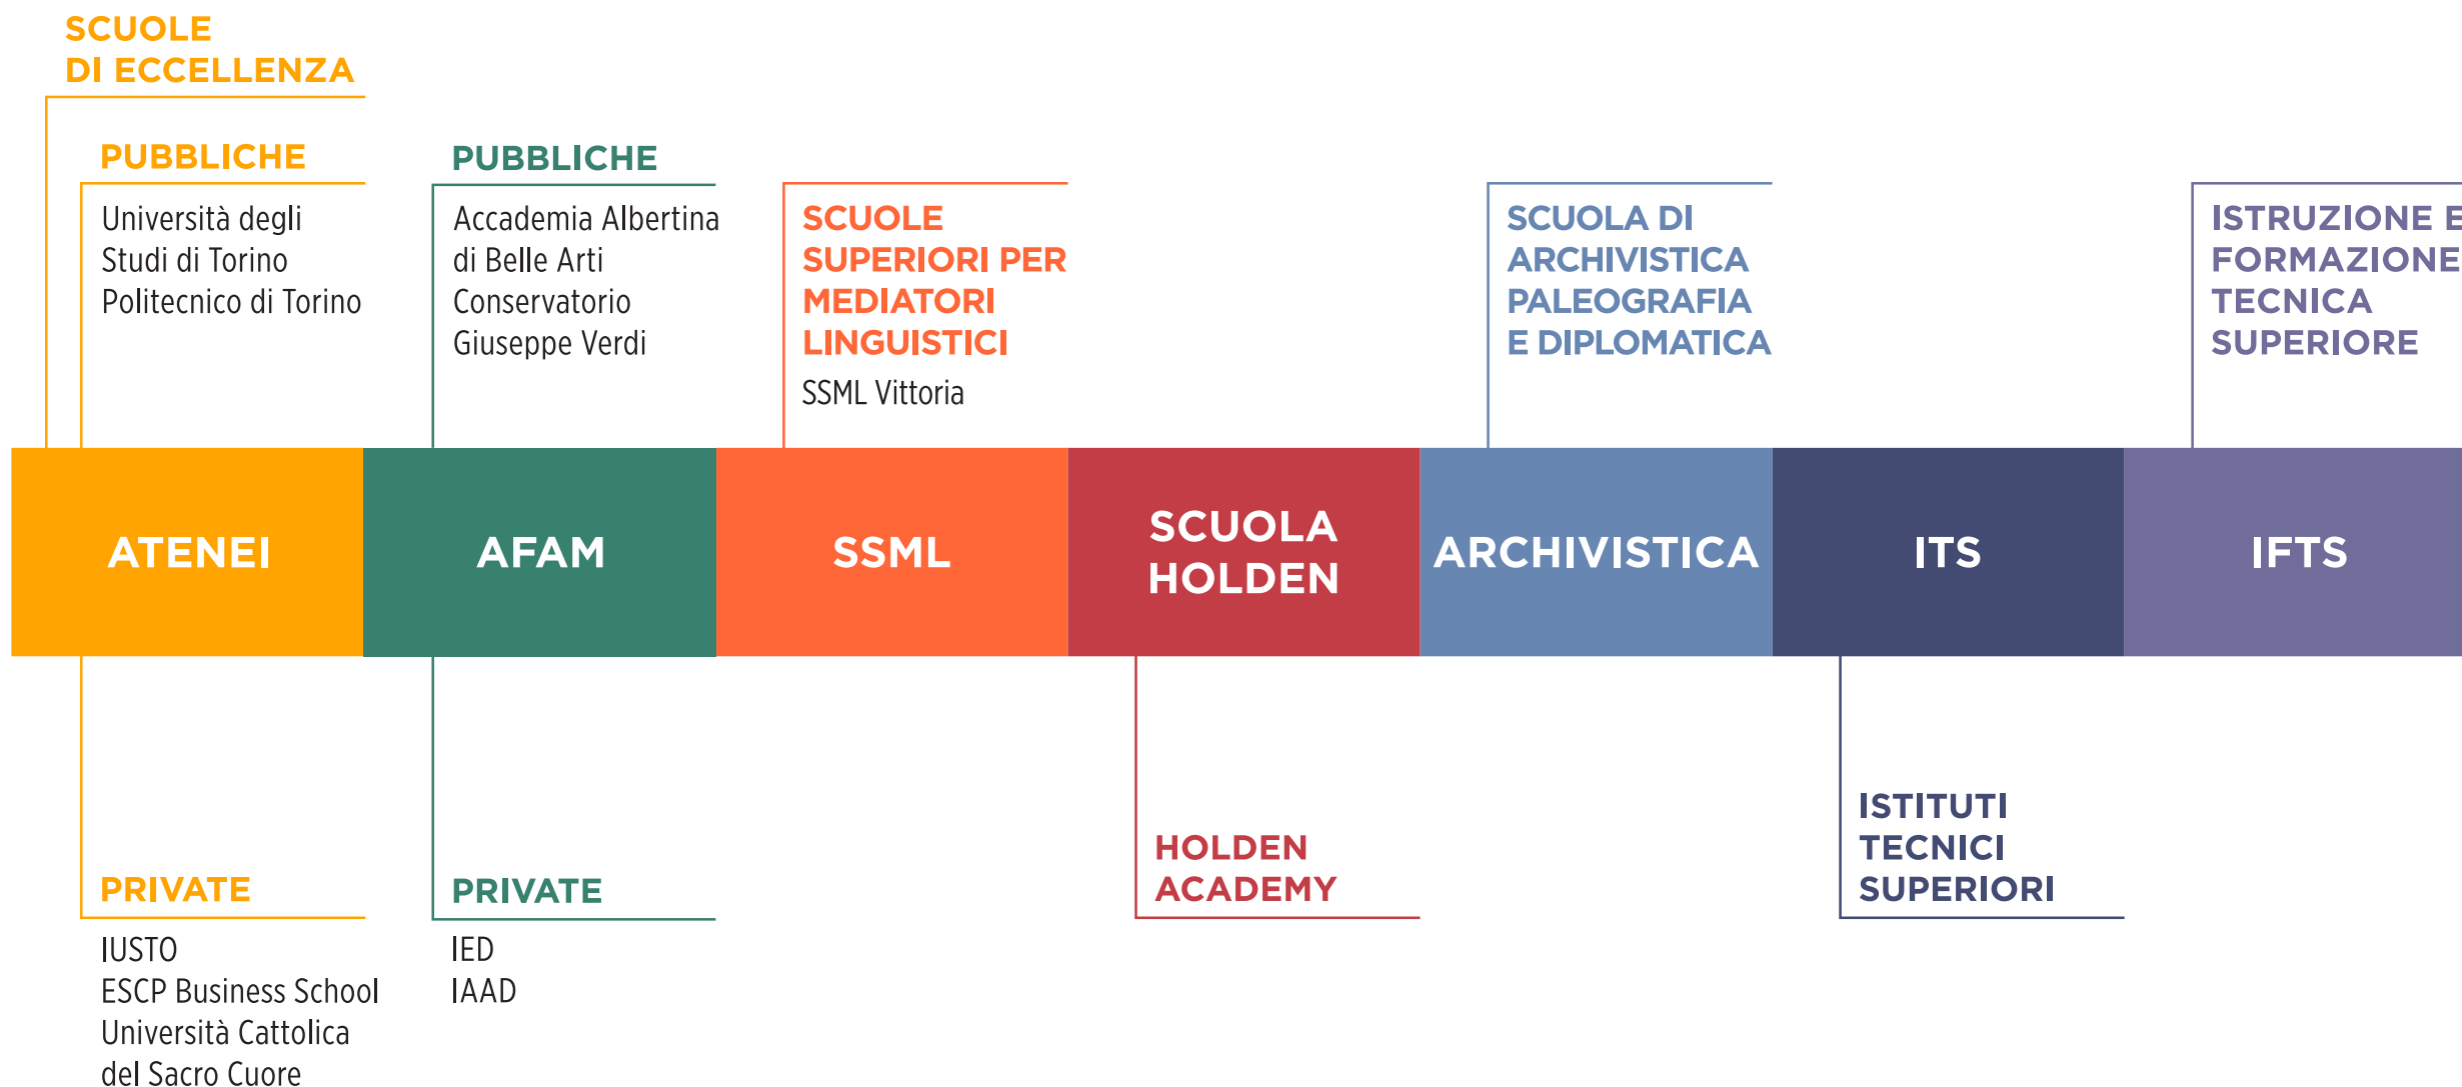 SCUOLE
DI ECCELLENZA
PUBBLICHE
Università degli
Studi di Torino
Politecnico di Torino
PUBBLICHE
Accademia Albertina
di Belle Arti
Conservatorio
Giuseppe Verdi
SCUOLE
SUPERIORI PER
MEDIATORI
LINGUISTICI
SSML Vittoria
SCUOLA DI
ARCHIVISTICA
PALEOGRAFIA
E DIPLOMATICA
ISTRUZIONE E
FORMAZIONE
TECNICA
SUPERIORE
ATENEI
AFAM
SSML
SCUOLA
HOLDEN
ARCHIVISTICA
ITS
IFTS
PRIVATE
IUSTO
ESCP Business School
Università Cattolica
del Sacro Cuore
PRIVATE
IED
IAAD
HOLDEN
ACADEMY
ISTITUTI
TECNICI
SUPERIORI